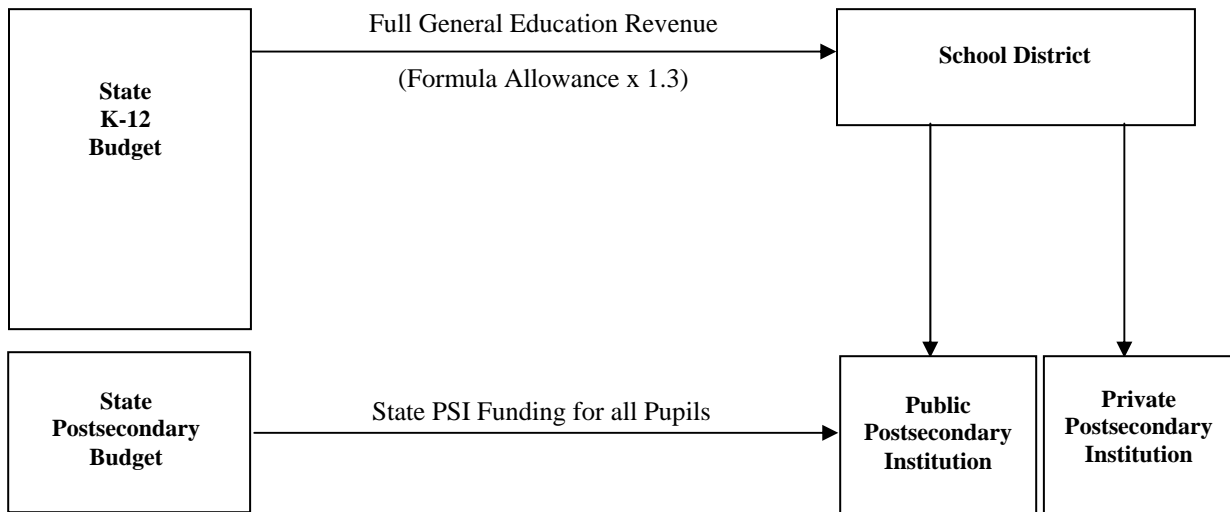 Full General Education Revenue
(Formula Allowance x 1.3)
State
K-12
Budget
School District
State
Postsecondary
Budget
State PSI Funding for all Pupils
Public
Postsecondary
Institution
Private
Postsecondary
Institution